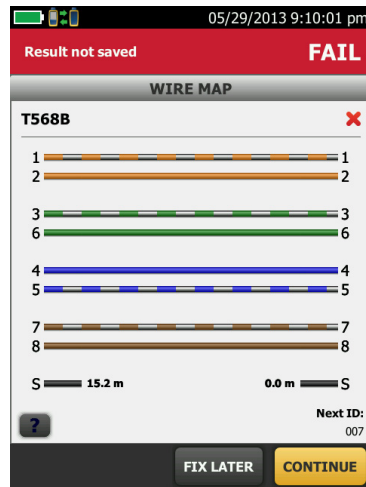 05/29/2013 9:10:01 pm
Result not saved FAIL
WIRE MAP
T568B
1 1
2 2
3 3
6 6
4 4
5 5
7 7
8 8
S 15.2 m 0.0 m S
? Next ID:
007
FIX LATER CONTINUE